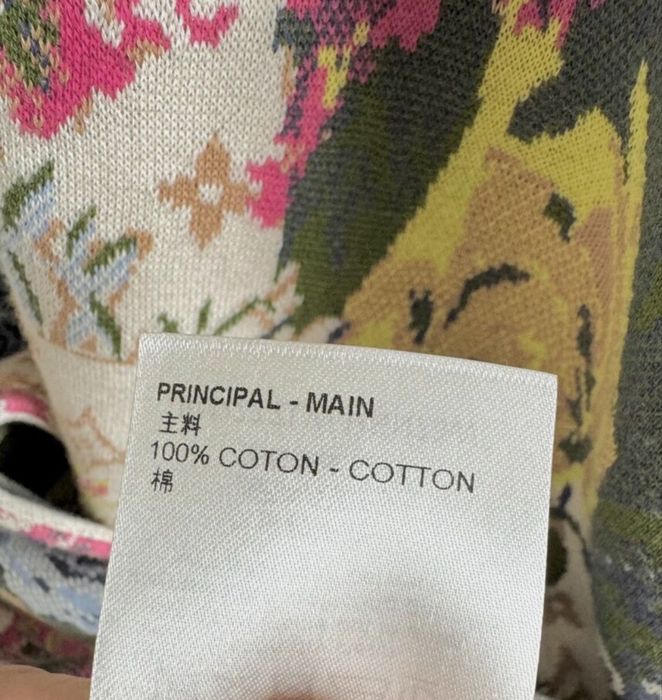 PRINCIPAL - MAIN
主料
100% COTON - COTTON
棉